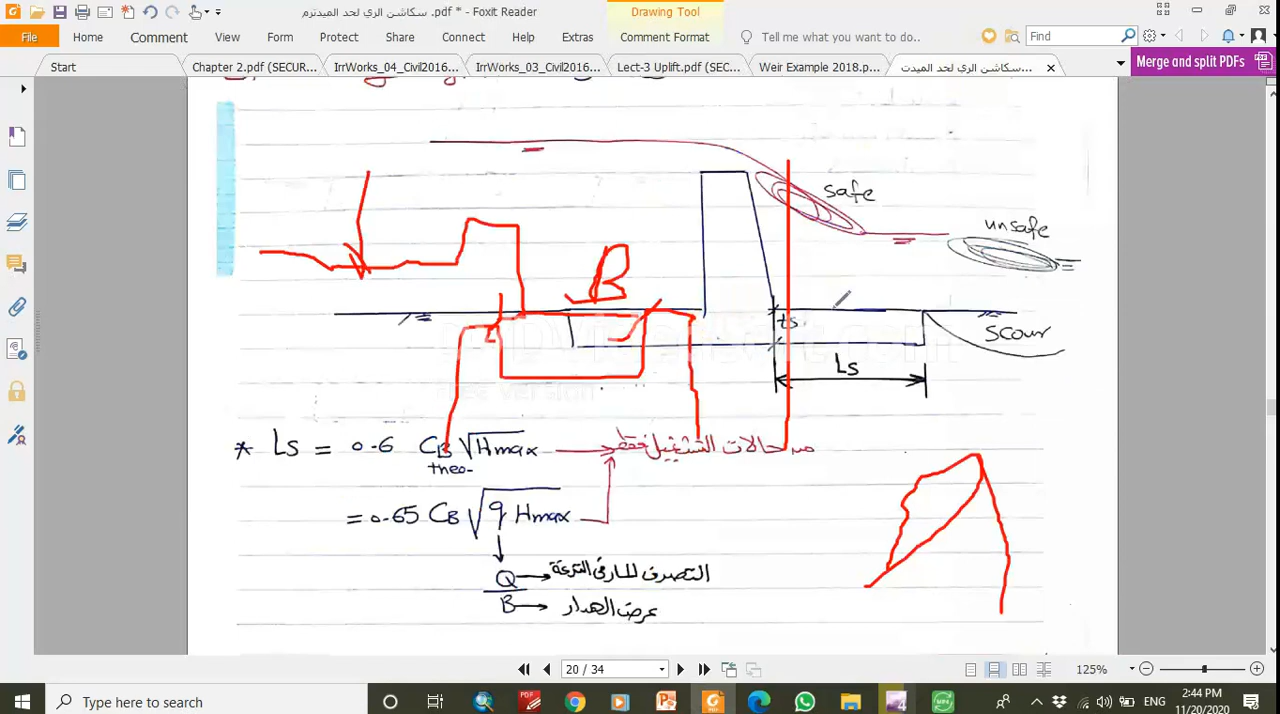 سكاشن الري لحد الميدترم.pdf * - Foxit Reader
Drawing Tool
File
Home
Comment
View
Form
Protect
Share
Connect
Help
Extras
Comment Format
Tell me what you want to do..
Find
Start
Chapter 2.pdf (SECUR...
IrrWorks_04_Civil2016...
IrrWorks_03_D2_2016...
Lect-3 Uplift.pdf (SEC...
Weir Example 2018.p...
سكاشن الري لحد الميدت...
Merge and split PDFs
safe
unsafe
B
ts
scour
Ls
* Ls = 0.6 CB √Hmax من حالات التشغيل فقط
theo-
= 0.65 CB √q Hmax
Q التصرف المار في الترعة
B عرض الهدار
20 / 34
125%
Type here to search
ENG
2:44 PM
11/20/2020